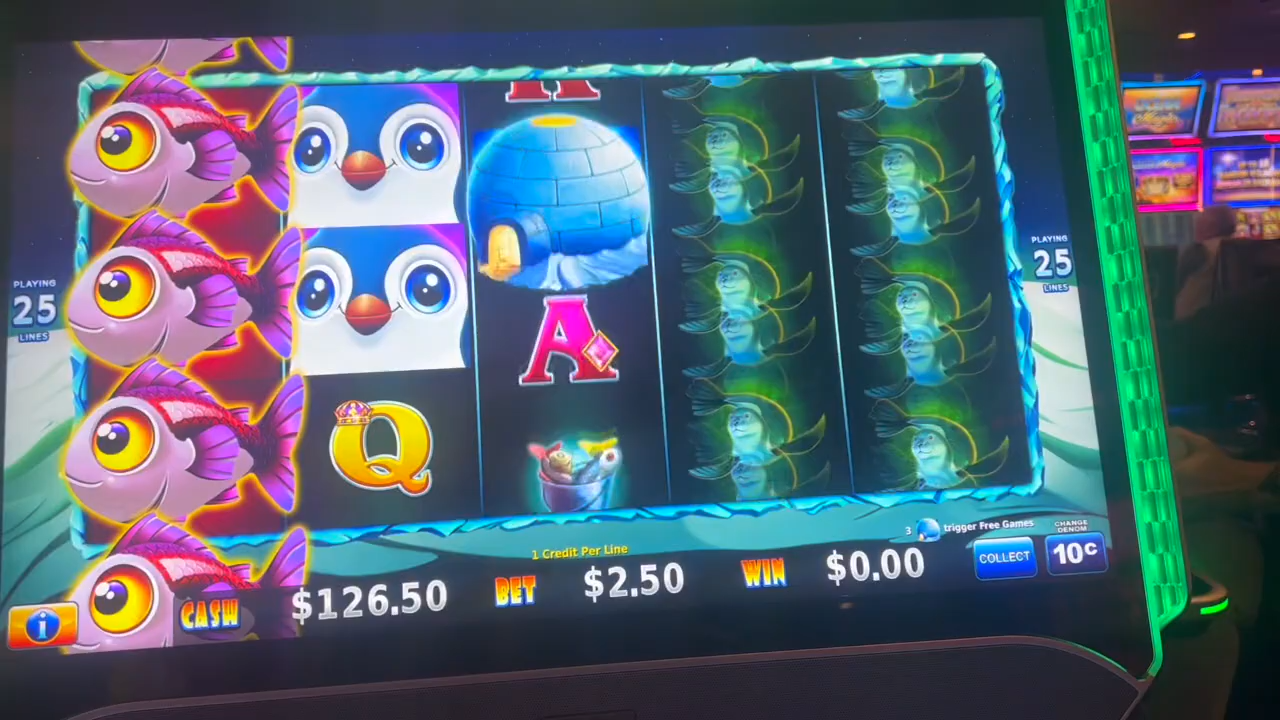 PLAYING
25
LINES
PLAYING
25
LINES
A
Q
3 trigger Free Games
1 Credit Per Line
CASH $126.50 BET $2.50 WIN $0.00
COLLECT
CHANGE
DENOM
10¢
i